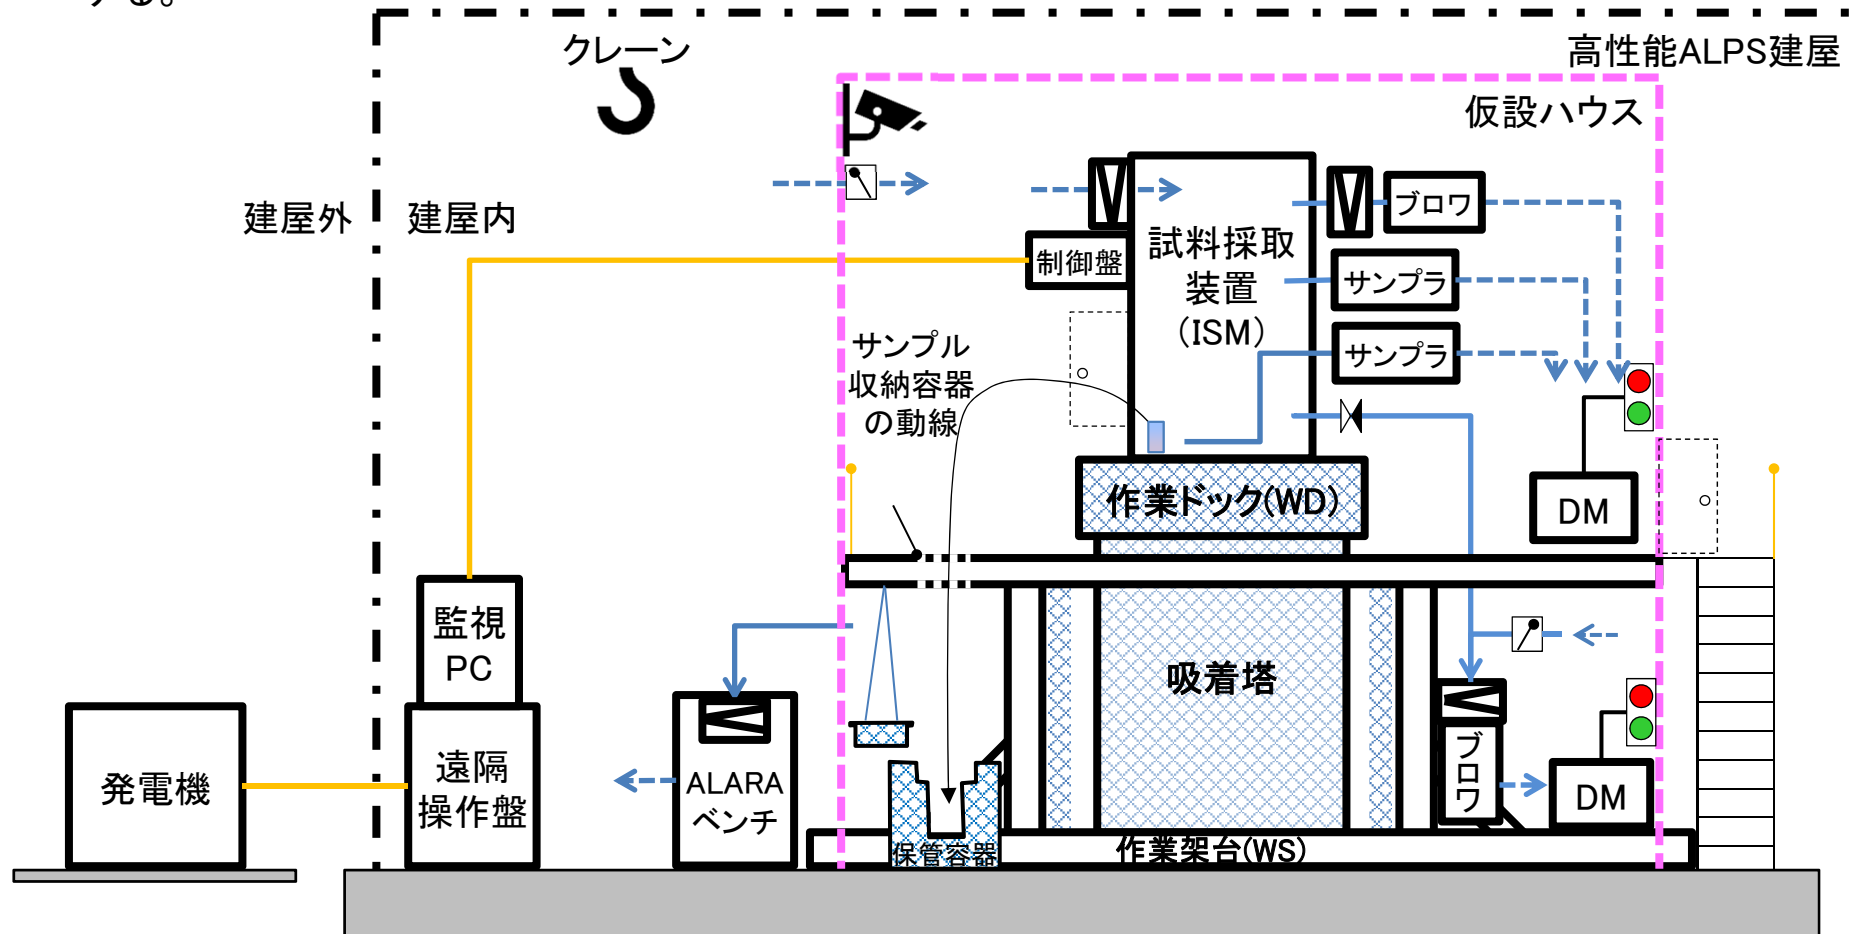 する。
クレーン
高性能ALPS建屋
仮設ハウス
建屋外
建屋内
ブロワ
試料採取
装置
(ISM)
制御盤
サンプラ
サンプラ
サンプル
収納容器
の動線
作業ドック(WD)
DM
監視
PC
吸着塔
発電機
遠隔
操作盤
ALARA
ベンチ
ブロワ
DM
保管容器
作業架台(WS)